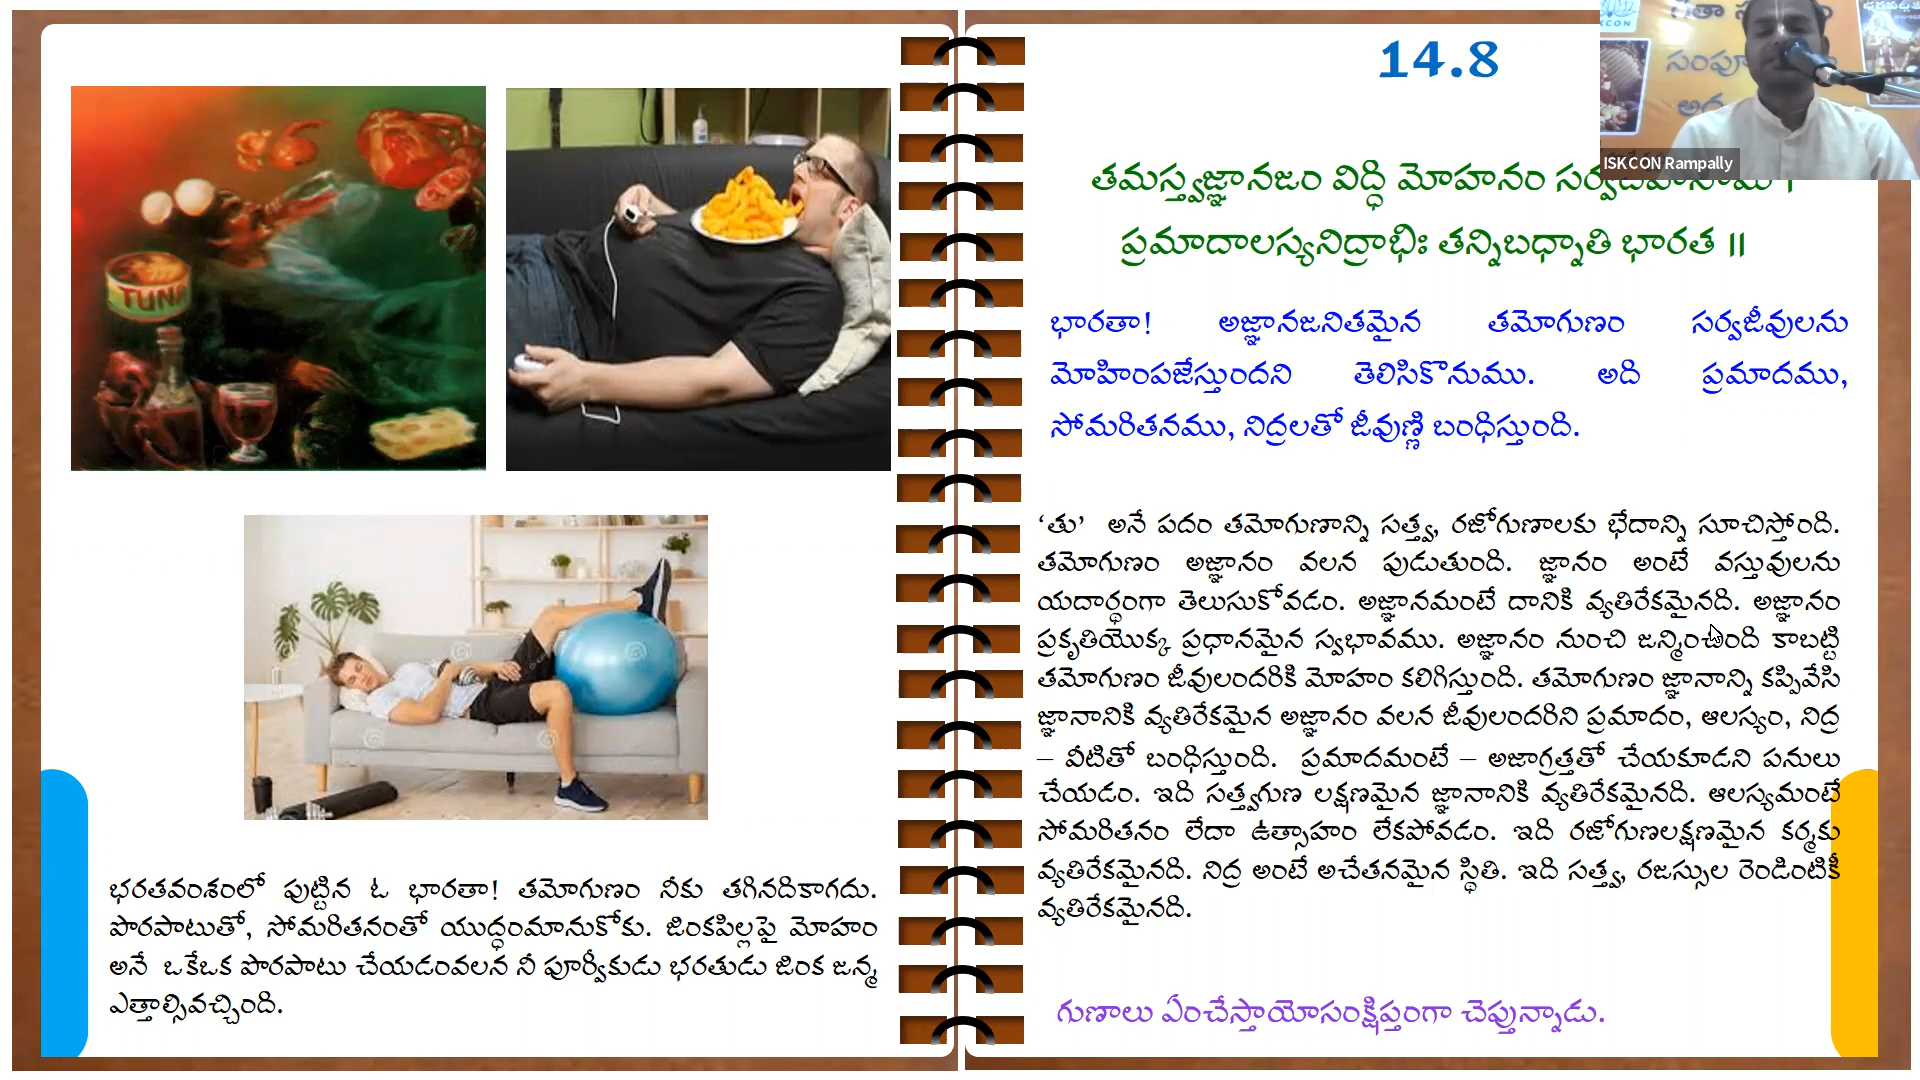 TUNA
భరతవంశంలో పుట్టిన ఓ భారతా! తమోగుణం నీకు తగినదికాగదు.
పొరపాటుతో, సోమరితనంతో యుద్ధంమానుకోకు. జింకపిల్లపై మోహం
అనే ఒకేఒక పొరపాటు చేయడంవలన నీ పూర్వీకుడు భరతుడు జింక జన్మ
ఎత్తాల్సివచ్చింది.
14.8
తమస్త్వజ్ఞానజం విద్ధి మోహనం
ప్రమాదాలస్యనిద్రాభిః తన్నిబధ్నాతి భారత ॥
భారతా! అజ్ఞానజనితమైన తమోగుణం సర్వజీవులను
మోహింపజేస్తుందని తెలిసికొనుము. అది ప్రమాదము,
సోమరితనము, నిద్రలతో జీవుణ్ణి బంధిస్తుంది.
‘తు’ అనే పదం తమోగుణాన్ని సత్త్వ, రజోగుణాలకు భేదాన్ని సూచిస్తోంది.
తమోగుణం అజ్ఞానం వలన పుడుతుంది. జ్ఞానం అంటే వస్తువులను
యదార్థంగా తెలుసుకోవడం. అజ్ఞానమంటే దానికి వ్యతిరేకమైనది. అజ్ఞానం
ప్రకృతియొక్క ప్రధానమైన స్వభావము. అజ్ఞానం నుంచి జన్మించింది కాబట్టి
తమోగుణం జీవులందరికి మోహం కలిగిస్తుంది. తమోగుణం జ్ఞానాన్ని కప్పివేసి
జ్ఞానానికి వ్యతిరేకమైన అజ్ఞానం వలన జీవులందరిని ప్రమాదం, ఆలస్యం, నిద్ర
– వీటితో బంధిస్తుంది. ప్రమాదమంటే – అజాగ్రత్తతో చేయకూడని పనులు
చేయడం. ఇది సత్త్వగుణ లక్షణమైన జ్ఞానానికి వ్యతిరేకమైనది. ఆలస్యమంటే
సోమరితనం లేదా ఉత్సాహం లేకపోవడం. ఇది రజోగుణలక్షణమైన కర్మకు
వ్యతిరేకమైనది. నిద్ర అంటే అచేతనమైన స్థితి. ఇది సత్త్వ, రజస్సుల రెండింటికీ
వ్యతిరేకమైనది.
గుణాలు ఏంచేస్తాయోసంక్షిప్తంగా చెప్తున్నాడు.
ISKCON Rampally